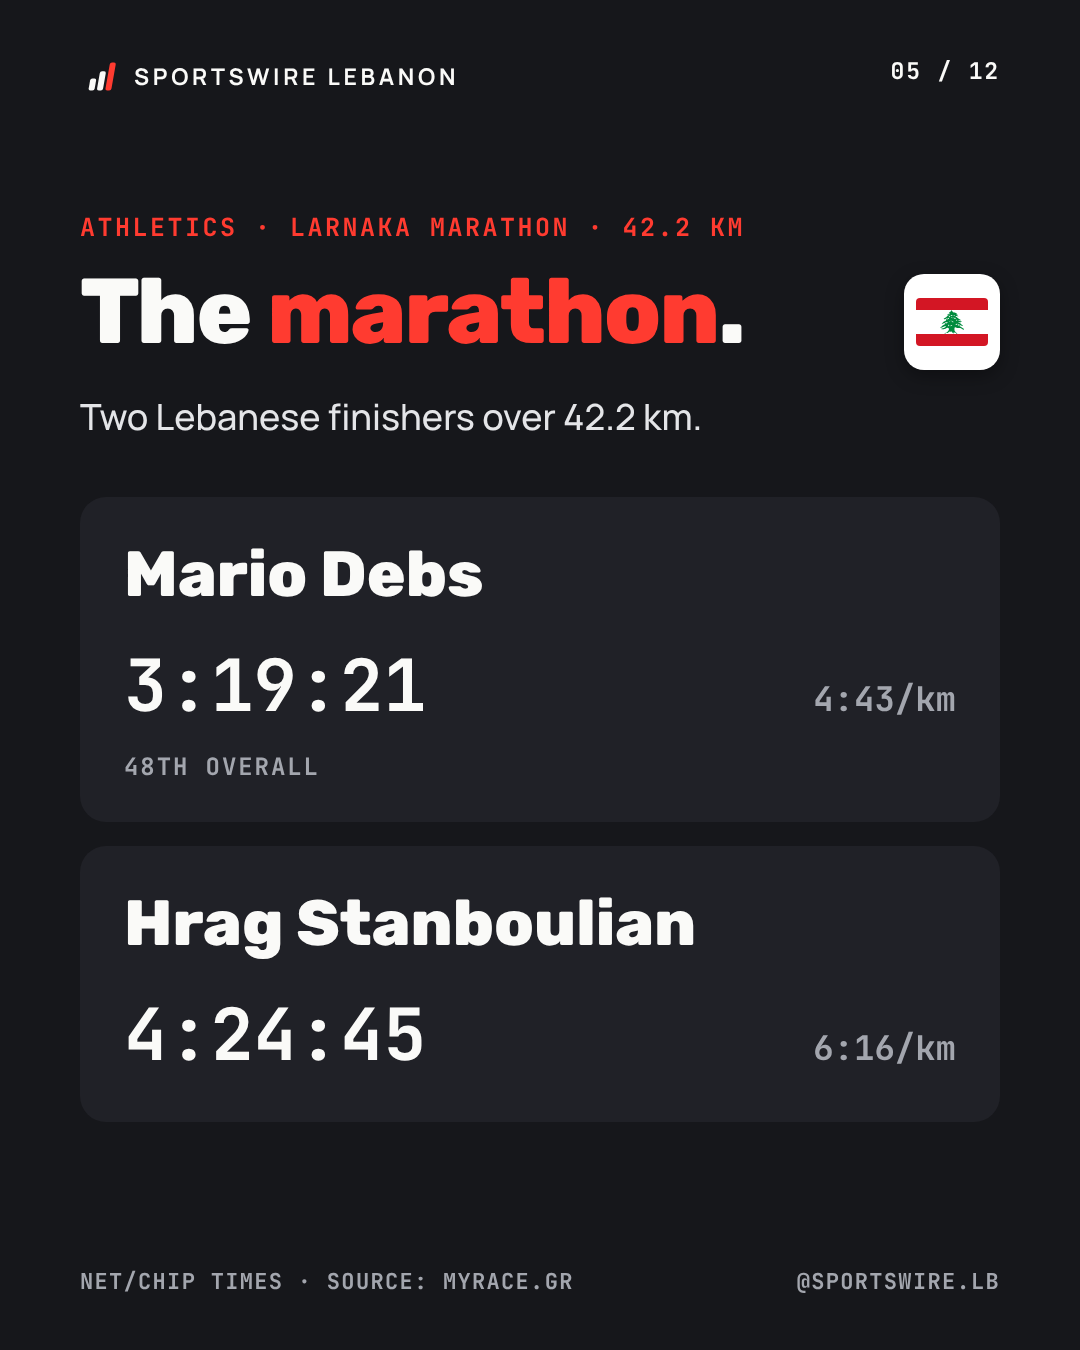 SPORTSWIRE LEBANON
05 / 12
ATHLETICS · LARNAKA MARATHON · 42.2 KM
The marathon.
Two Lebanese finishers over 42.2 km.
Mario Debs
3:19:21
4:43/km
48TH OVERALL
Hrag Stanboulian
4:24:45
6:16/km
NET/CHIP TIMES · SOURCE: MYRACE.GR
@SPORTSWIRE.LB